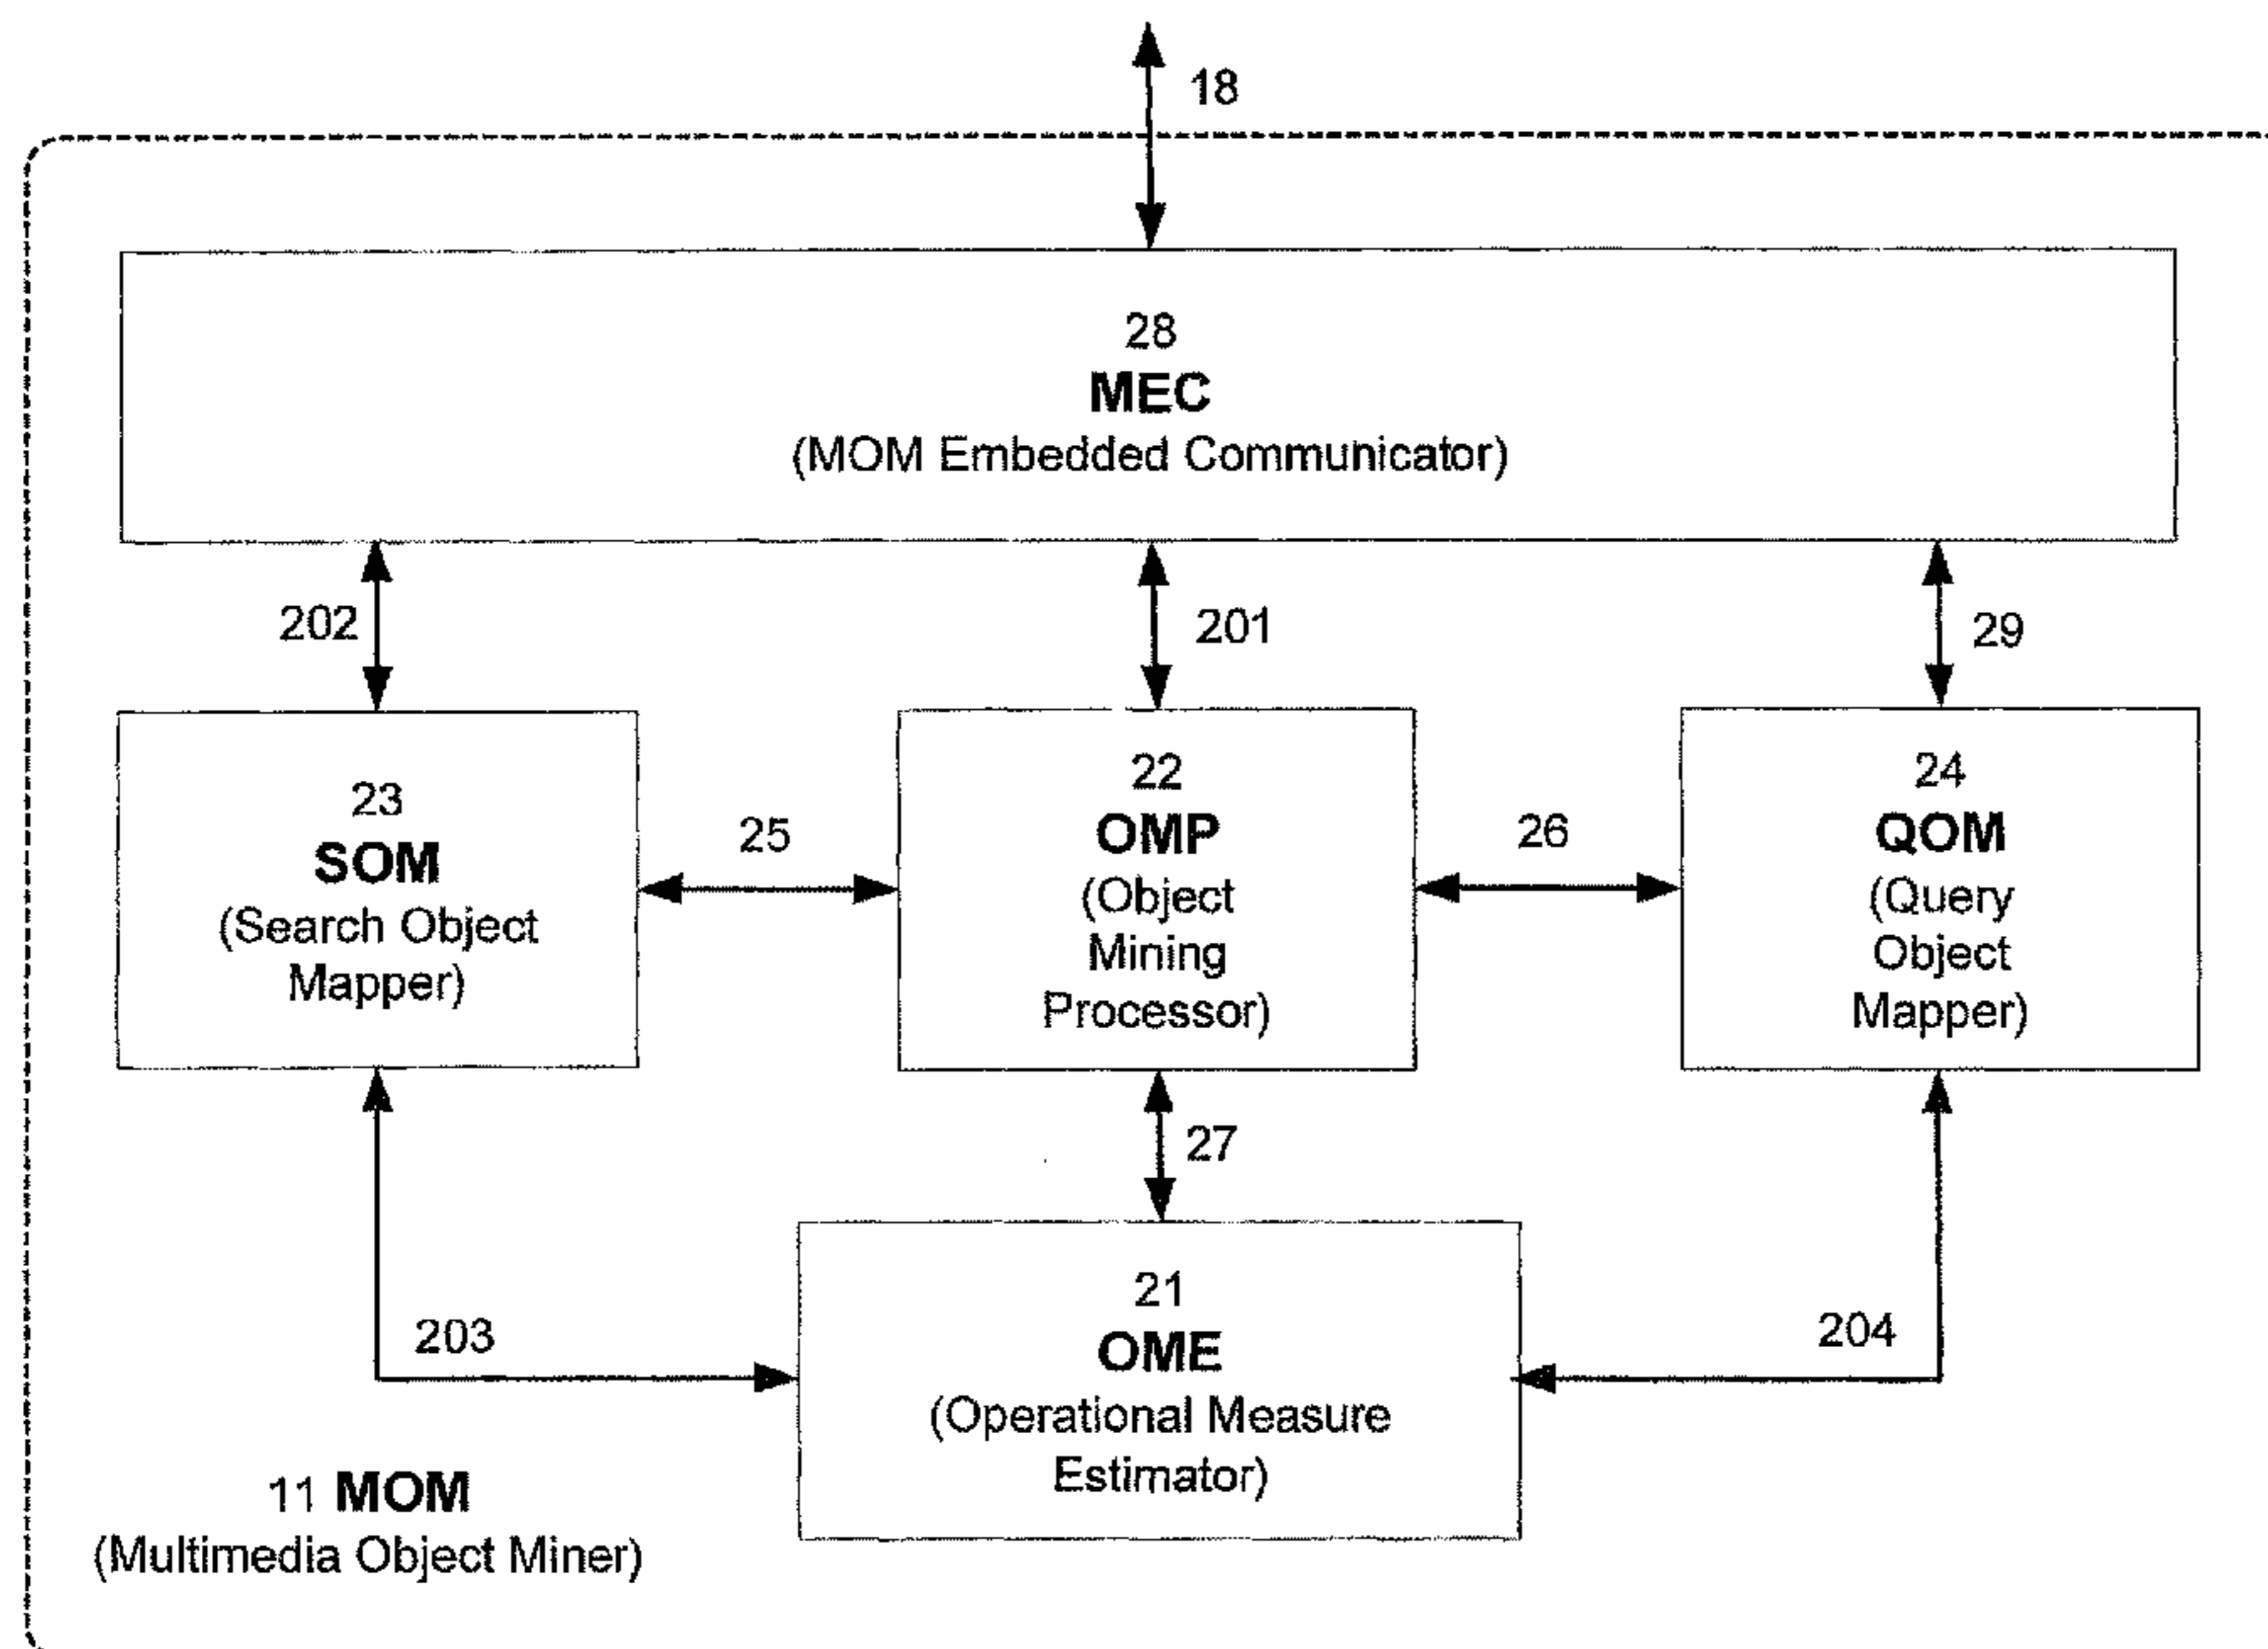 18
28
MEC
(MOM Embedded Communicator)
202
201
29
23
SOM
(Search Object
Mapper)
25
22
OMP
(Object
Mining
Processor)
26
24
QOM
(Query
Object
Mapper)
27
203
21
OME
(Operational Measure
Estimator)
204
11 MOM
(Multimedia Object Miner)